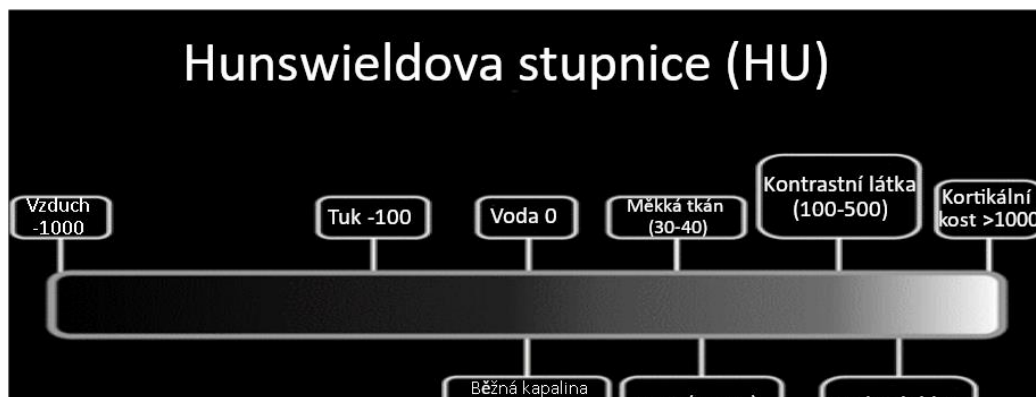 Hunswieldova stupnice (HU)
Vzduch
-1000
Tuk -100
Voda 0
Měkká tkán
(30-40)
Kontrastní látka
(100-500)
Kortikální
kost >1000
Běžná kapalina